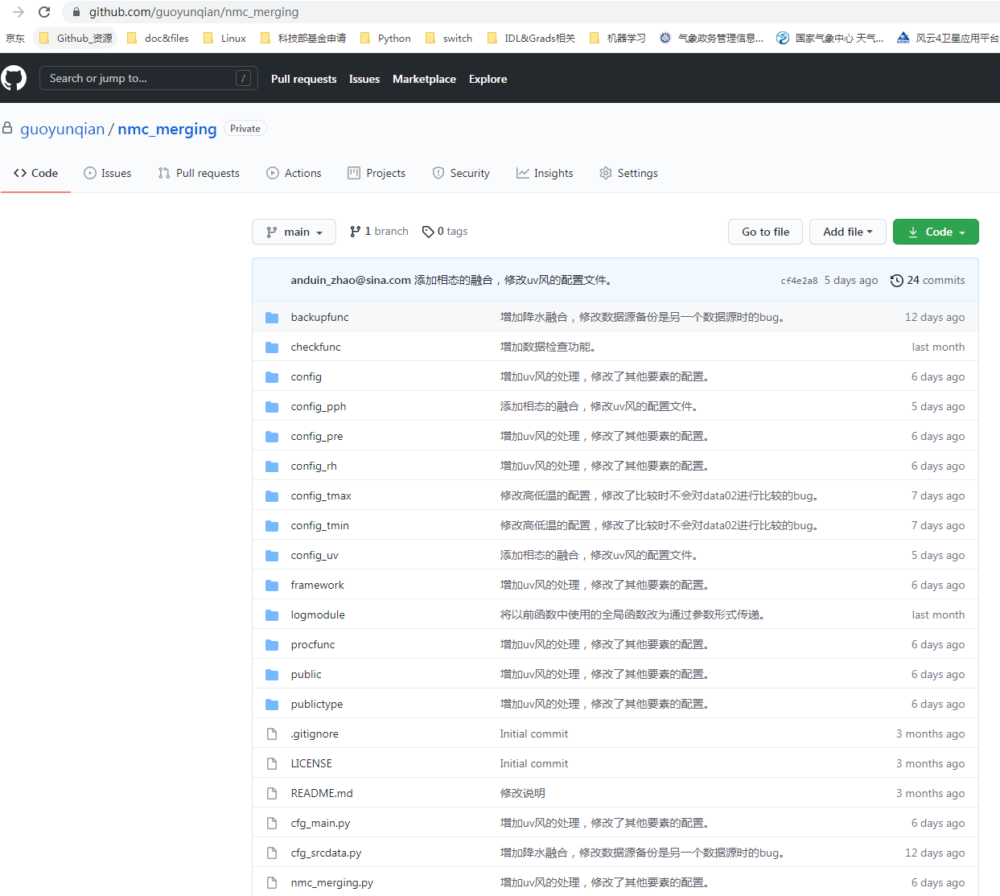 github.com/guoyunqian/nmc_merging
京东 Github_资源 doc&files Linux 科技部基金申请 Python switch IDL&Grads相关 机器学习 气象政务管理信息... 国家气象中心 天气... 风云4卫星应用平台
Search or jump to... / Pull requests Issues Marketplace Explore
guoyunqian / nmc_merging Private
Code Issues Pull requests Actions Projects Security Insights Settings
main 1 branch 0 tags Go to file Add file Code
anduin_zhao@sina.com 添加相态的融合，修改uv风的配置文件。 cf4e2a8 5 days ago 24 commits
backupfunc 增加降水融合，修改数据源备份是另一个数据源时的bug。 12 days ago
checkfunc 增加数据检查功能。 last month
config 增加uv风的处理，修改了其他要素的配置。 6 days ago
config_pph 添加相态的融合，修改uv风的配置文件。 5 days ago
config_pre 增加uv风的处理，修改了其他要素的配置。 6 days ago
config_rh 增加uv风的处理，修改了其他要素的配置。 6 days ago
config_tmax 修改高低温的配置，修改了比较时不会对data02进行比较的bug。 7 days ago
config_tmin 修改高低温的配置，修改了比较时不会对data02进行比较的bug。 7 days ago
config_uv 添加相态的融合，修改uv风的配置文件。 5 days ago
framework 增加uv风的处理，修改了其他要素的配置。 6 days ago
logmodule 将以前函数中使用的全局函数改为通过参数形式传递。 last month
procfunc 增加uv风的处理，修改了其他要素的配置。 6 days ago
public 增加uv风的处理，修改了其他要素的配置。 6 days ago
publictype 增加uv风的处理，修改了其他要素的配置。 6 days ago
.gitignore Initial commit 3 months ago
LICENSE Initial commit 3 months ago
README.md 修改说明 3 months ago
cfg_main.py 增加uv风的处理，修改了其他要素的配置。 6 days ago
cfg_srcdata.py 增加降水融合，修改数据源备份是另一个数据源时的bug。 12 days ago
nmc_merging.py 增加uv风的处理，修改了其他要素的配置。 6 days ago